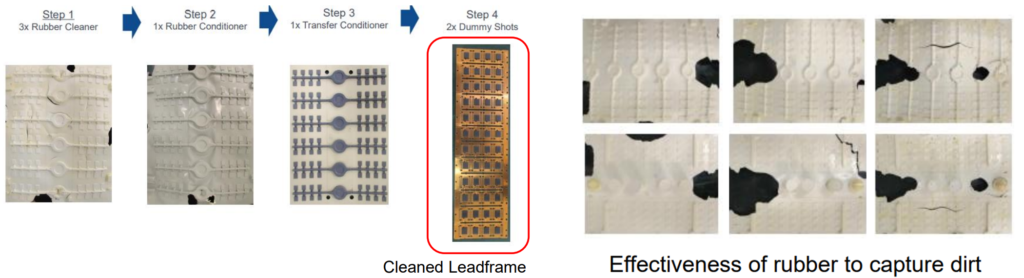 Step 1
3x Rubber Cleaner
Step 2
1x Rubber Conditioner
Step 3
1x Transfer Conditioner
Step 4
2x Dummy Shots
Cleaned Leadframe
Effectiveness of rubber to capture dirt